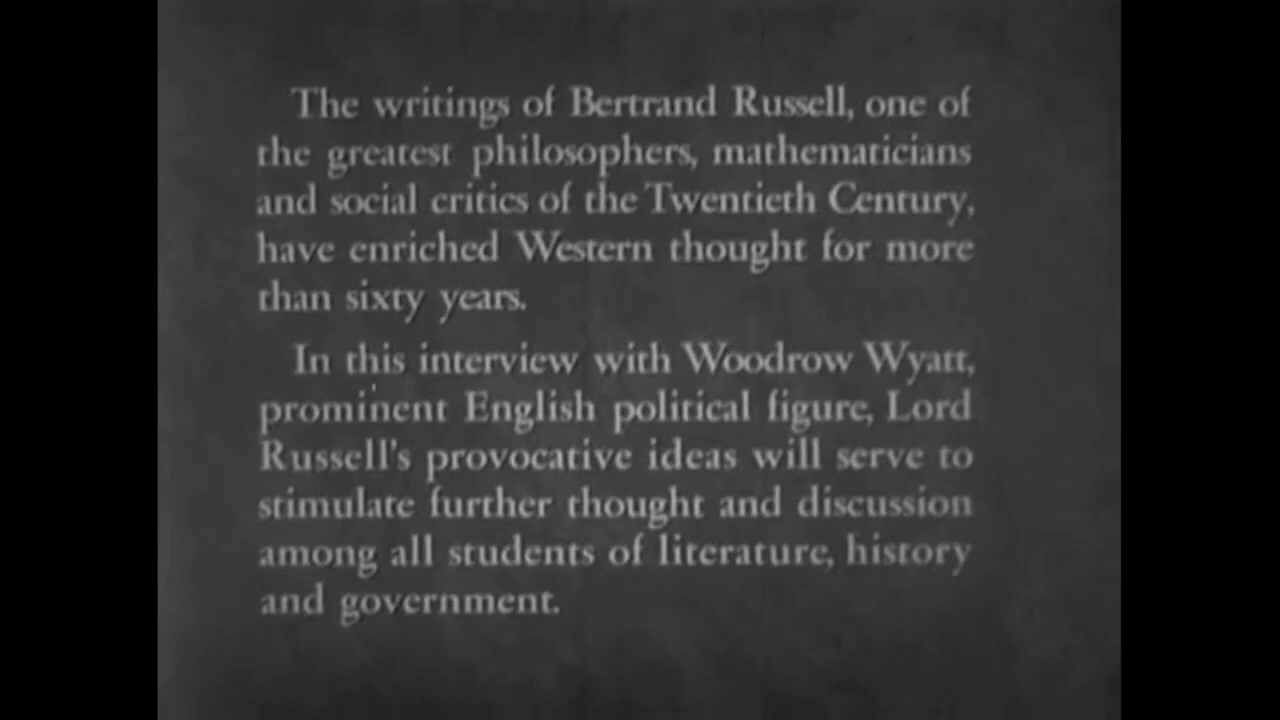 The writings of Bertrand Russell, one of
the greatest philosophers, mathematicians
and social critics of the Twentieth Century,
have enriched Western thought for more
than sixty years.
In this interview with Woodrow Wyatt,
prominent English political figure, Lord
Russell's provocative ideas will serve to
stimulate further thought and discussion
among all students of literature, history
and government.